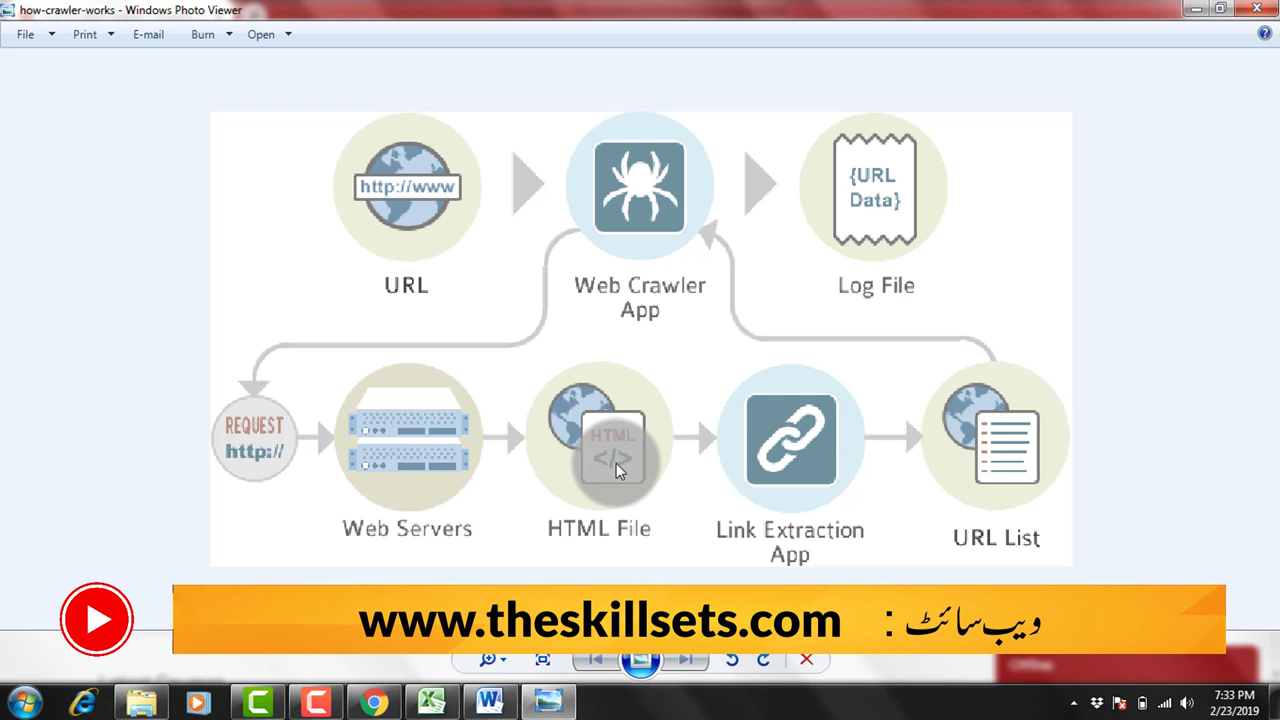 how-crawler-works - Windows Photo Viewer
File Print E-mail Burn Open
http://www
{URL
Data}
URL
Web Crawler
App
Log File
REQUEST
http://
HTML
</>
Web Servers
HTML File
Link Extraction
App
URL List
www.theskillsets.com : ویب سائٹ
Offline
7:33 PM
2/23/2019